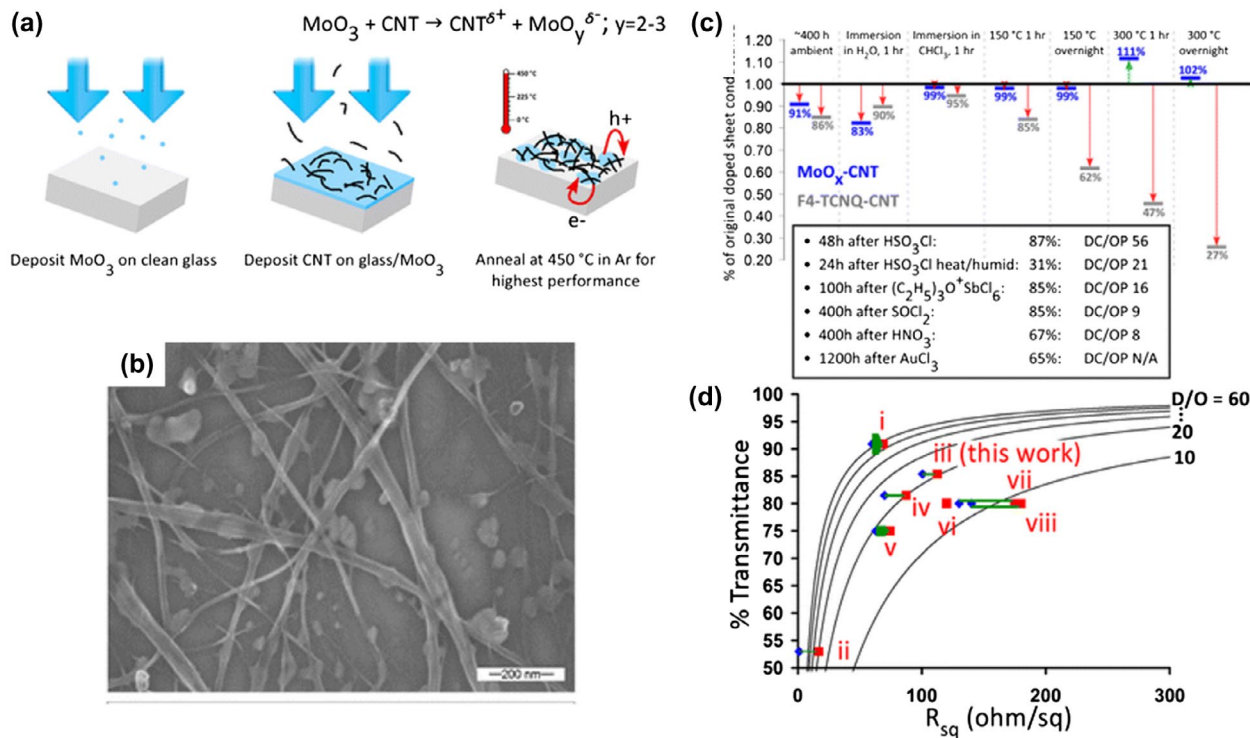 (a)
MoO3 + CNT → CNTδ+ + MoOyδ-; y=2-3
450 °C
225 °C
0 °C
h+
e-
Deposit MoO3 on clean glass
Deposit CNT on glass/MoO3
Anneal at 450 °C in Ar for
highest performance
(b)
200 nm
(c)
% of original doped sheet cond.
1.20
1.10
1.00
0.90
0.80
0.70
0.60
0.50
0.40
0.30
0.20
~400 h
ambient
Immersion
in H2O, 1 hr
Immersion in
CHCl3, 1 hr
150 °C 1 hr
150 °C
overnight
300 °C 1 hr
300 °C
overnight
91%
86%
83%
90%
99%
95%
99%
85%
99%
62%
111%
47%
102%
27%
MoOx-CNT
F4-TCNQ-CNT
• 48h after HSO3Cl: 87%: DC/OP 56
• 24h after HSO3Cl heat/humid: 31%: DC/OP 21
• 100h after (C2H5)3O+SbCl6: 85%: DC/OP 16
• 400h after SOCl2: 85%: DC/OP 9
• 400h after HNO3: 67%: DC/OP 8
• 1200h after AuCl3: 65%: DC/OP N/A
(d)
% Transmittance
100
95
90
85
80
75
70
65
60
55
50
D/O = 60
⋮
20
10
i
iii (this work)
vii
iv
vi
viii
v
ii
0
100
200
300
Rsq (ohm/sq)